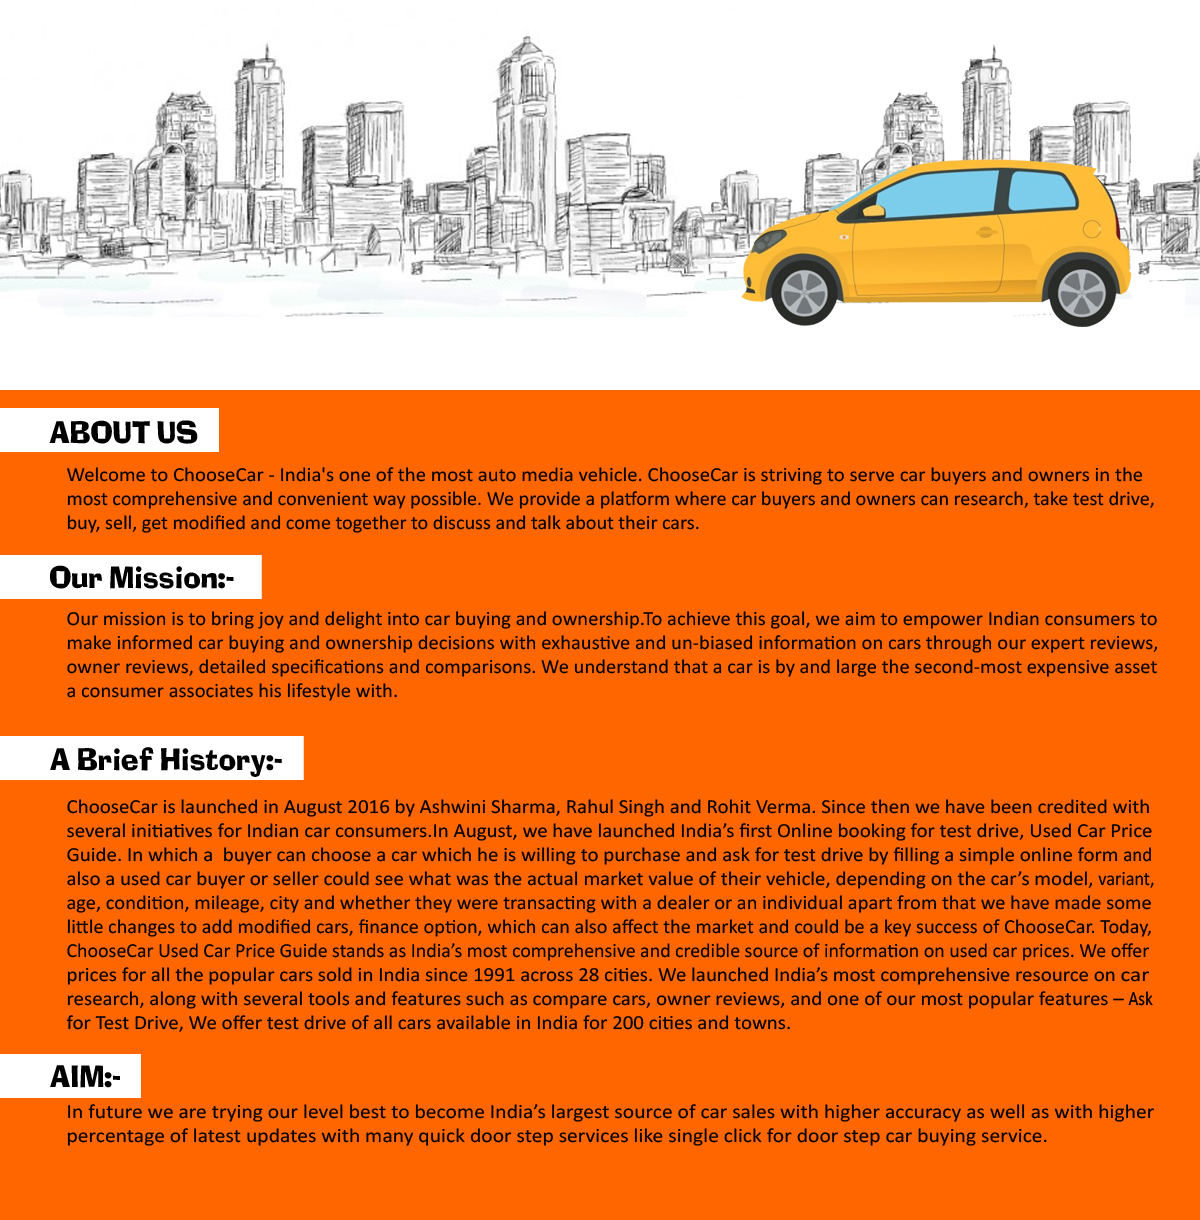 ABOUT US
Welcome to ChooseCar - India's one of the most auto media vehicle. ChooseCar is striving to serve car buyers and owners in the
most comprehensive and convenient way possible. We provide a platform where car buyers and owners can research, take test drive,
buy, sell, get modified and come together to discuss and talk about their cars.
Our Mission:-
Our mission is to bring joy and delight into car buying and ownership.To achieve this goal, we aim to empower Indian consumers to
make informed car buying and ownership decisions with exhaustive and un-biased information on cars through our expert reviews,
owner reviews, detailed specifications and comparisons. We understand that a car is by and large the second-most expensive asset
a consumer associates his lifestyle with.
A Brief History:-
ChooseCar is launched in August 2016 by Ashwini Sharma, Rahul Singh and Rohit Verma. Since then we have been credited with
several initiatives for Indian car consumers.In August, we have launched India’s first Online booking for test drive, Used Car Price
Guide. In which a  buyer can choose a car which he is willing to purchase and ask for test drive by filling a simple online form and
also a used car buyer or seller could see what was the actual market value of their vehicle, depending on the car’s model, variant,
age, condition, mileage, city and whether they were transacting with a dealer or an individual apart from that we have made some
little changes to add modified cars, finance option, which can also affect the market and could be a key success of ChooseCar. Today,
ChooseCar Used Car Price Guide stands as India’s most comprehensive and credible source of information on used car prices. We offer
prices for all the popular cars sold in India since 1991 across 28 cities. We launched India’s most comprehensive resource on car
research, along with several tools and features such as compare cars, owner reviews, and one of our most popular features – Ask
for Test Drive, We offer test drive of all cars available in India for 200 cities and towns.
AIM:-
In future we are trying our level best to become India’s largest source of car sales with higher accuracy as well as with higher
percentage of latest updates with many quick door step services like single click for door step car buying service.